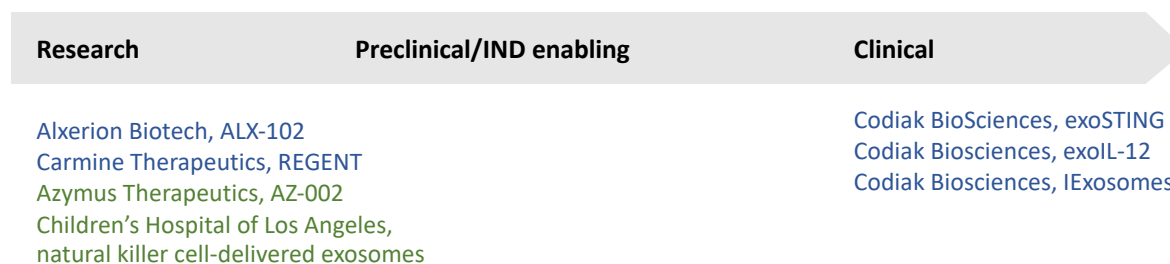 Research Preclinical/IND enabling Clinical
Alxerion Biotech, ALX-102
Carmine Therapeutics, REGENT
Azymus Therapeutics, AZ-002
Children’s Hospital of Los Angeles,
natural killer cell-delivered exosomes
Codiak BioSciences, exoSTING
Codiak Biosciences, exoIL-12
Codiak Biosciences, IExosomes